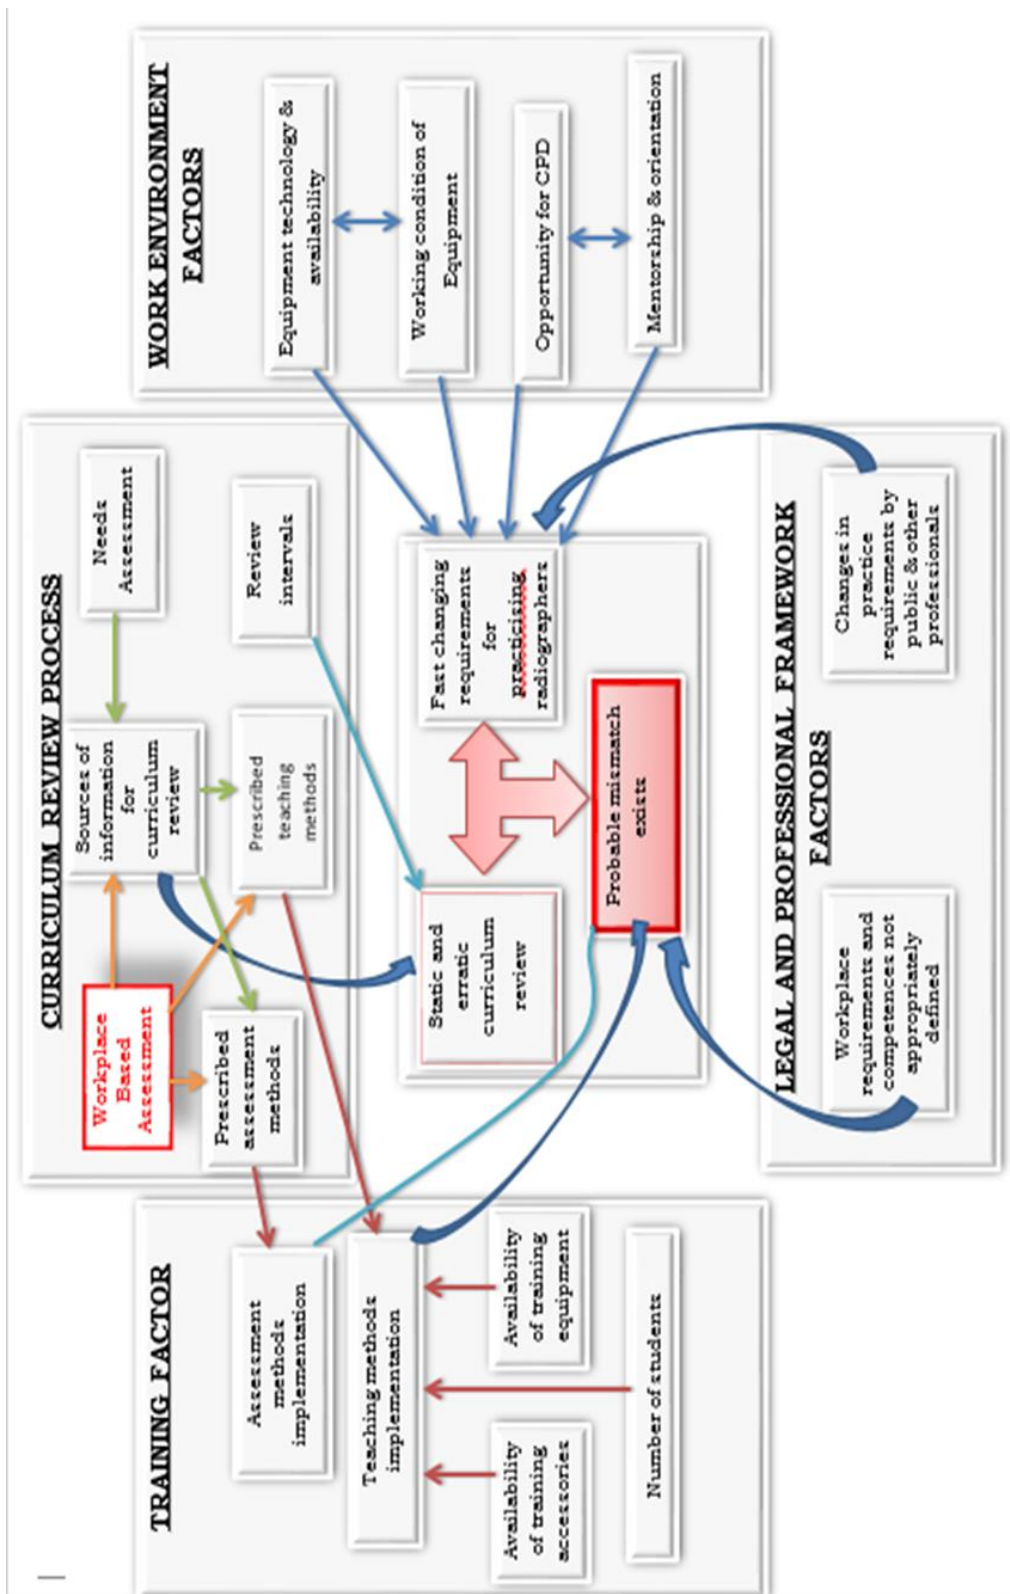 TRAINING FACTOR
Assessment
methods
implementation
Teaching methods
implementation
Availability
of training
accessories
Availability
of training
equipment
Number of students
CURRICULUM REVIEW PROCESS
Workplace
Based
Assessment
Sources of
information
for
curriculum
review
Needs
Assessment
Prescribed
assessment
methods
Prescribed
teaching
methods
Review
intervals
Static and
erratic
curriculum
review
Fast changing
requirements
for
practicising
radiographers
Probable mismatch
exists
LEGAL AND PROFESSIONAL FRAMEWORK
FACTORS
Workplace
requirements and
competences not
appropriately
defined
Changes in
practice
requirements by
public & other
professionals
WORK ENVIRONMENT
FACTORS
Equipment technology &
availability
Working condition of
Equipment
Opportunity for CPD
Mentorship & orientation